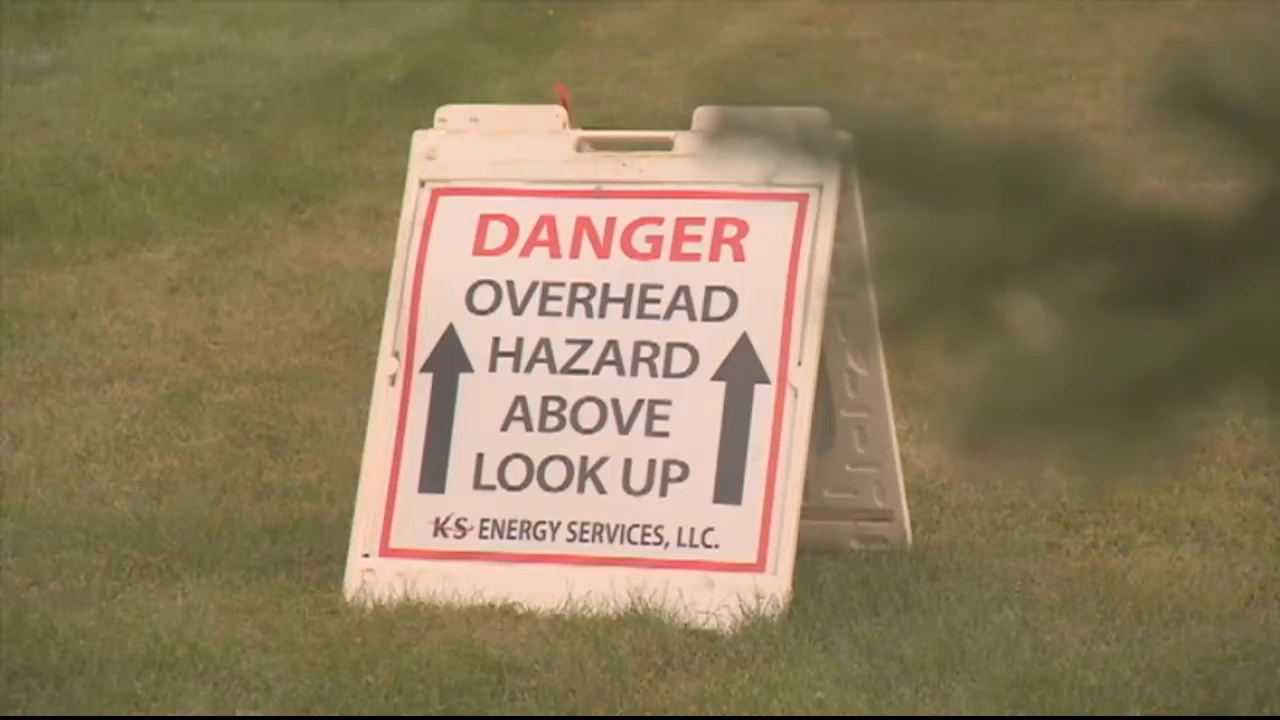 DANGER
OVERHEAD
HAZARD
ABOVE
LOOK UP
KS ENERGY SERVICES, LLC.